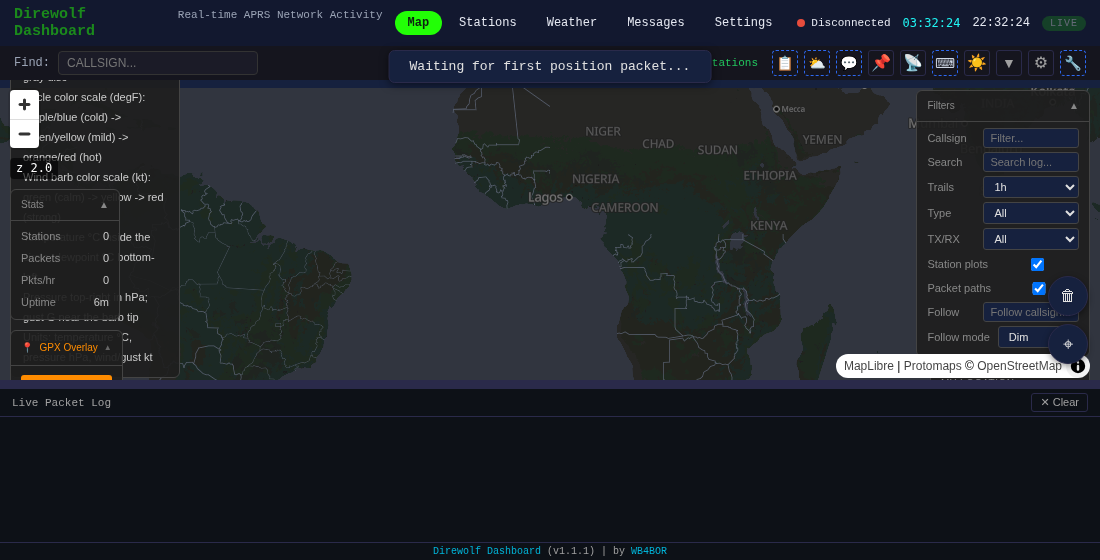 Direwolf Dashboard
Real-time APRS Network Activity
Map
Stations
Weather
Messages
Settings
Disconnected
03:32:24
22:32:24
LIVE
Find:
CALLSIGN...
Waiting for first position packet...
(cold) ->
(mild) ->
orange/red (hot)
Wind barb color scale (kt):
z 2.0
Stats
Stations 0
Packets 0
Pkts/hr 0
Uptime 6m
GPX Overlay
NIGER
CHAD
SUDAN
Mecca
YEMEN
NIGERIA
ETHIOPIA
Lagos
CAMEROON
KENYA
Filters
Callsign Filter...
Search Search log...
Trails 1h
Type All
TX/RX All
Station plots
Packet paths
Follow
Follow mode Dim
MapLibre | Protomaps © OpenStreetMap
Live Packet Log
✕ Clear
Direwolf Dashboard (v1.1.1) | by WB4BOR